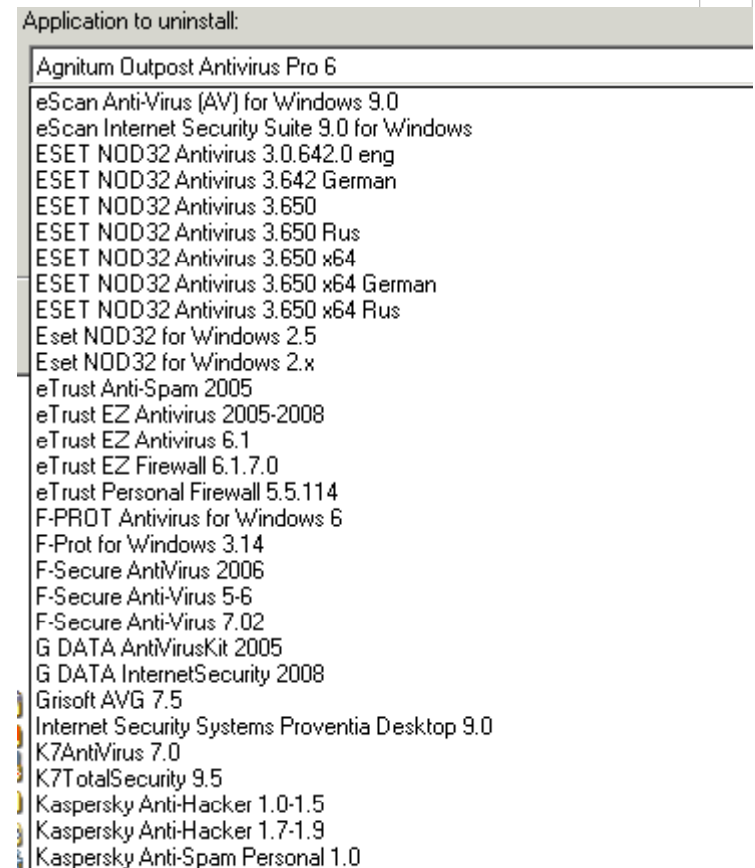 Application to uninstall:
Agnitum Outpost Antivirus Pro 6
eScan Anti-Virus (AV) for Windows 9.0
eScan Internet Security Suite 9.0 for Windows
ESET NOD32 Antivirus 3.0.642.0 eng
ESET NOD32 Antivirus 3.642 German
ESET NOD32 Antivirus 3.650
ESET NOD32 Antivirus 3.650 Rus
ESET NOD32 Antivirus 3.650 x64
ESET NOD32 Antivirus 3.650 x64 German
ESET NOD32 Antivirus 3.650 x64 Rus
Eset NOD32 for Windows 2.5
Eset NOD32 for Windows 2.x
eTrust Anti-Spam 2005
eTrust EZ Antivirus 2005-2008
eTrust EZ Antivirus 6.1
eTrust EZ Firewall 6.1.7.0
eTrust Personal Firewall 5.5.114
F-PROT Antivirus for Windows 6
F-Prot for Windows 3.14
F-Secure AntiVirus 2006
F-Secure Anti-Virus 5-6
F-Secure Anti-Virus 7.02
G DATA AntiVirusKit 2005
G DATA InternetSecurity 2008
Grisoft AVG 7.5
Internet Security Systems Proventia Desktop 9.0
K7AntiVirus 7.0
K7TotalSecurity 9.5
Kaspersky Anti-Hacker 1.0-1.5
Kaspersky Anti-Hacker 1.7-1.9
Kaspersky Anti-Spam Personal 1.0